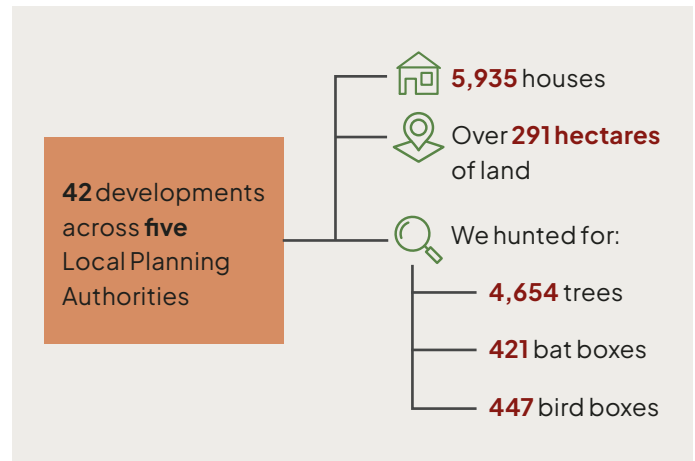 42 developments
across five
Local Planning
Authorities
5,935 houses
Over 291 hectares
of land
We hunted for:
4,654 trees
421 bat boxes
447 bird boxes